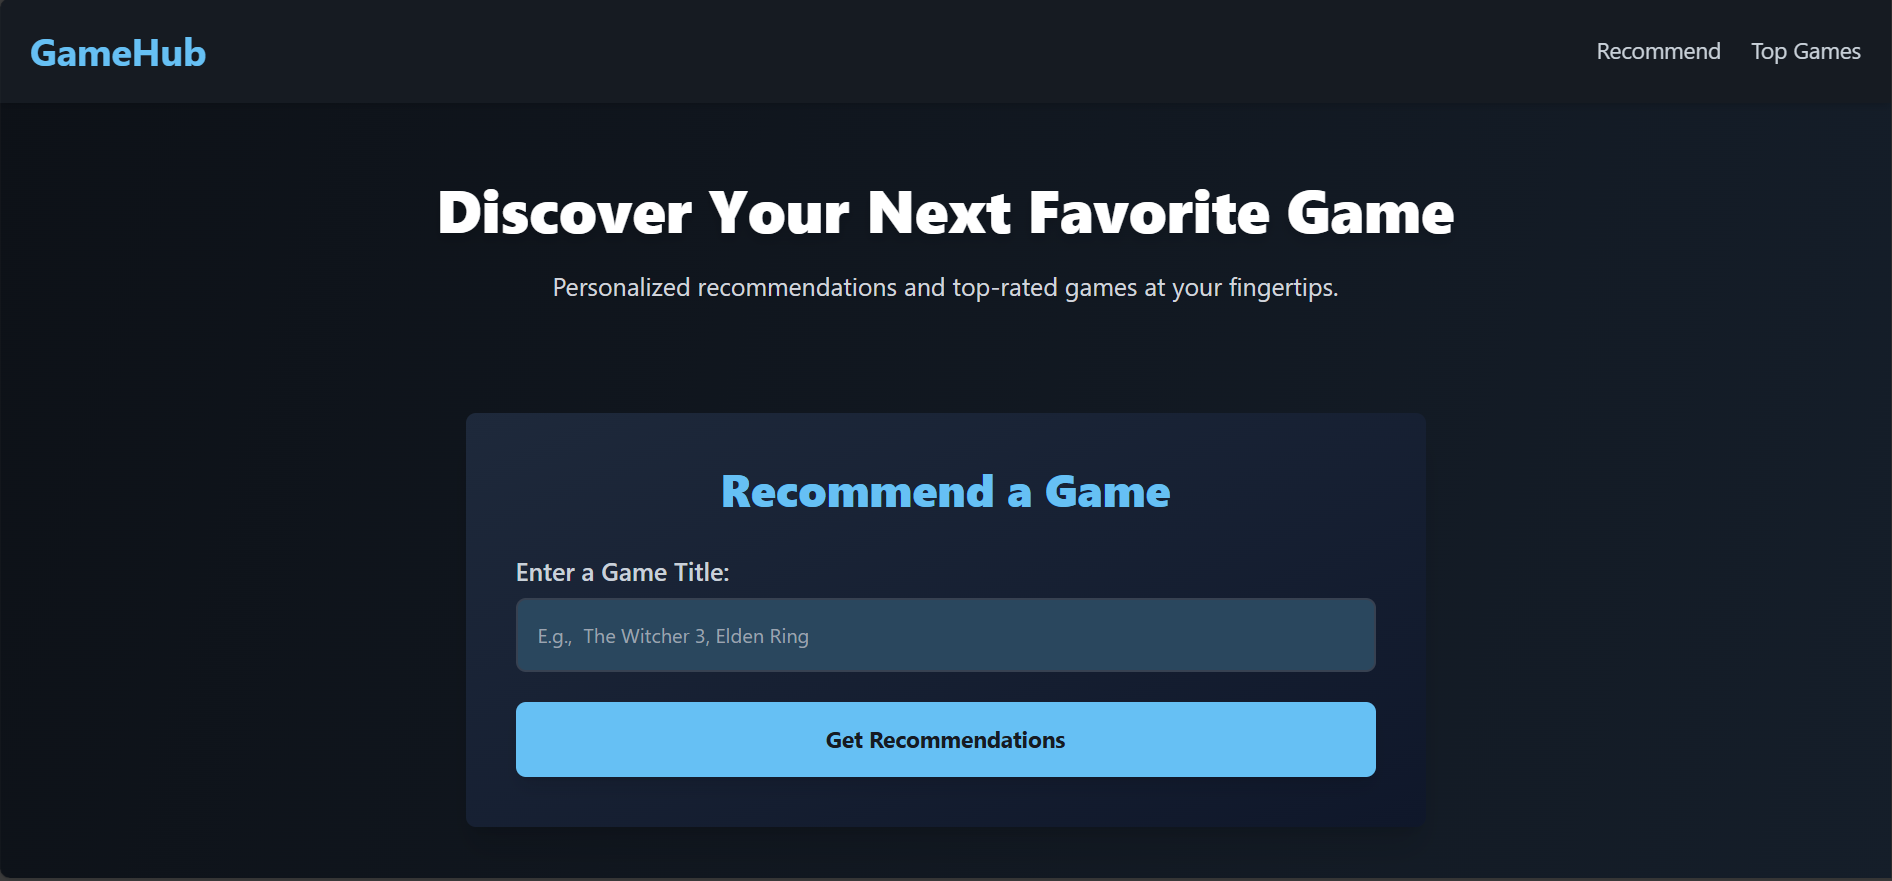 GameHub
Recommend
Top Games
Discover Your Next Favorite Game
Personalized recommendations and top-rated games at your fingertips.
Recommend a Game
Enter a Game Title:
E.g., The Witcher 3, Elden Ring
Get Recommendations